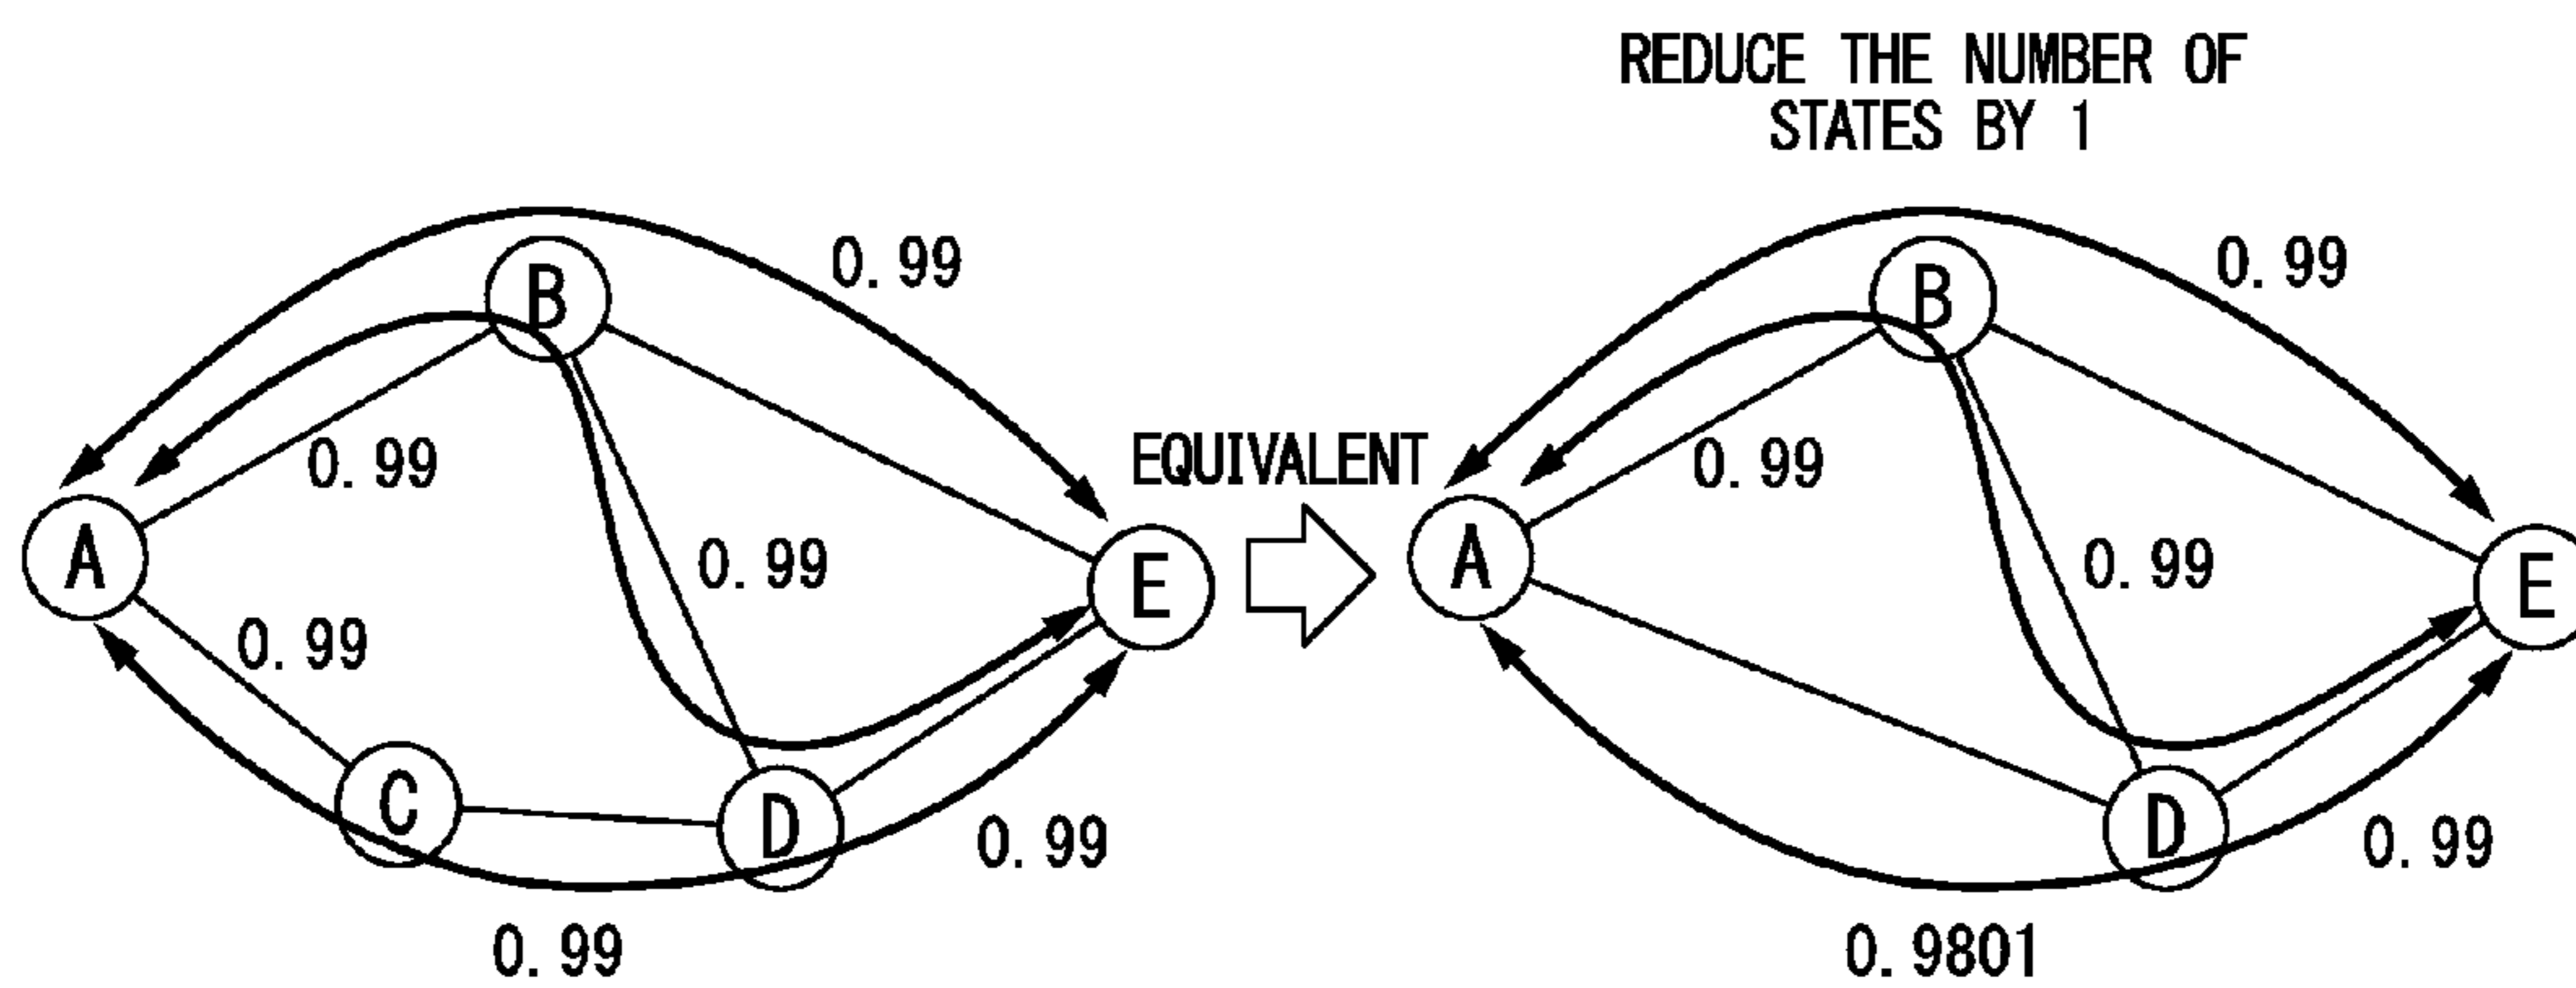 REDUCE THE NUMBER OF
STATES BY 1
0.99
0.99
B
B
0.99
0.99
EQUIVALENT
A
0.99
E
A
0.99
E
0.99
C
D
0.99
D
0.99
0.99
0.9801